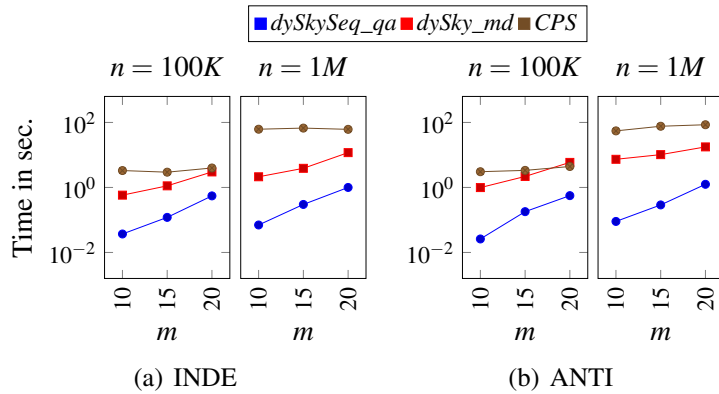 dySkySeq_qa dySky_md CPS
n = 100K n = 1M n = 100K n = 1M
Time in sec.
10^2
10^0
10^−2
10 15 20 10 15 20 10^2
10^0
10^−2
10 15 20 10 15 20
m m m m
(a) INDE (b) ANTI